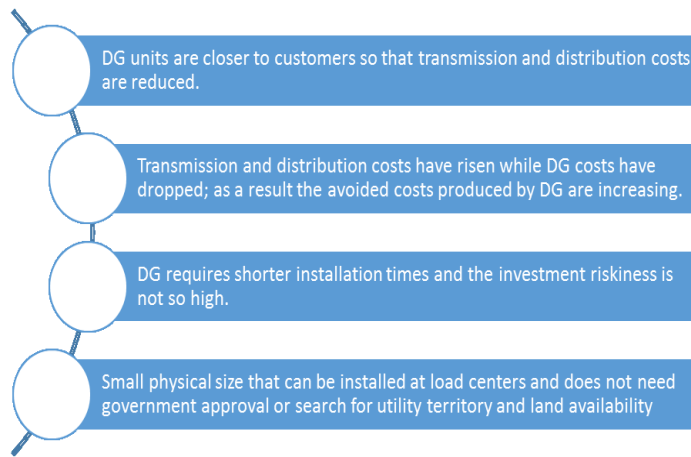 DG units are closer to customers so that transmission and distribution costs
are reduced.
Transmission and distribution costs have risen while DG costs have
dropped; as a result the avoided costs produced by DG are increasing.
DG requires shorter installation times and the investment riskiness is
not so high.
Small physical size that can be installed at load centers and does not need
government approval or search for utility territory and land availability